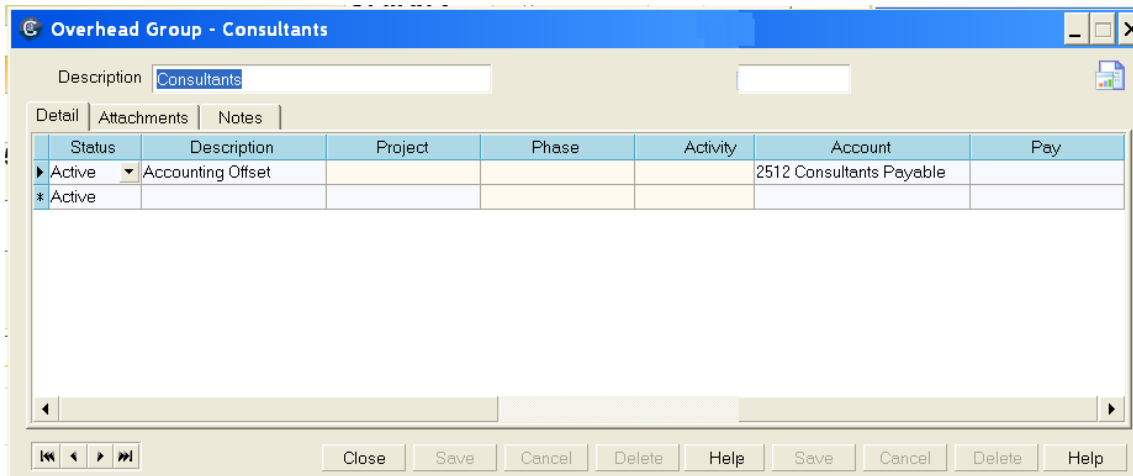 Overhead Group - Consultants
Description Consultants
Detail Attachments Notes
Status Description Project Phase Activity Account Pay
Active Accounting Offset 2512 Consultants Payable
* Active
Close Save Cancel Delete Help Save Cancel Delete Help